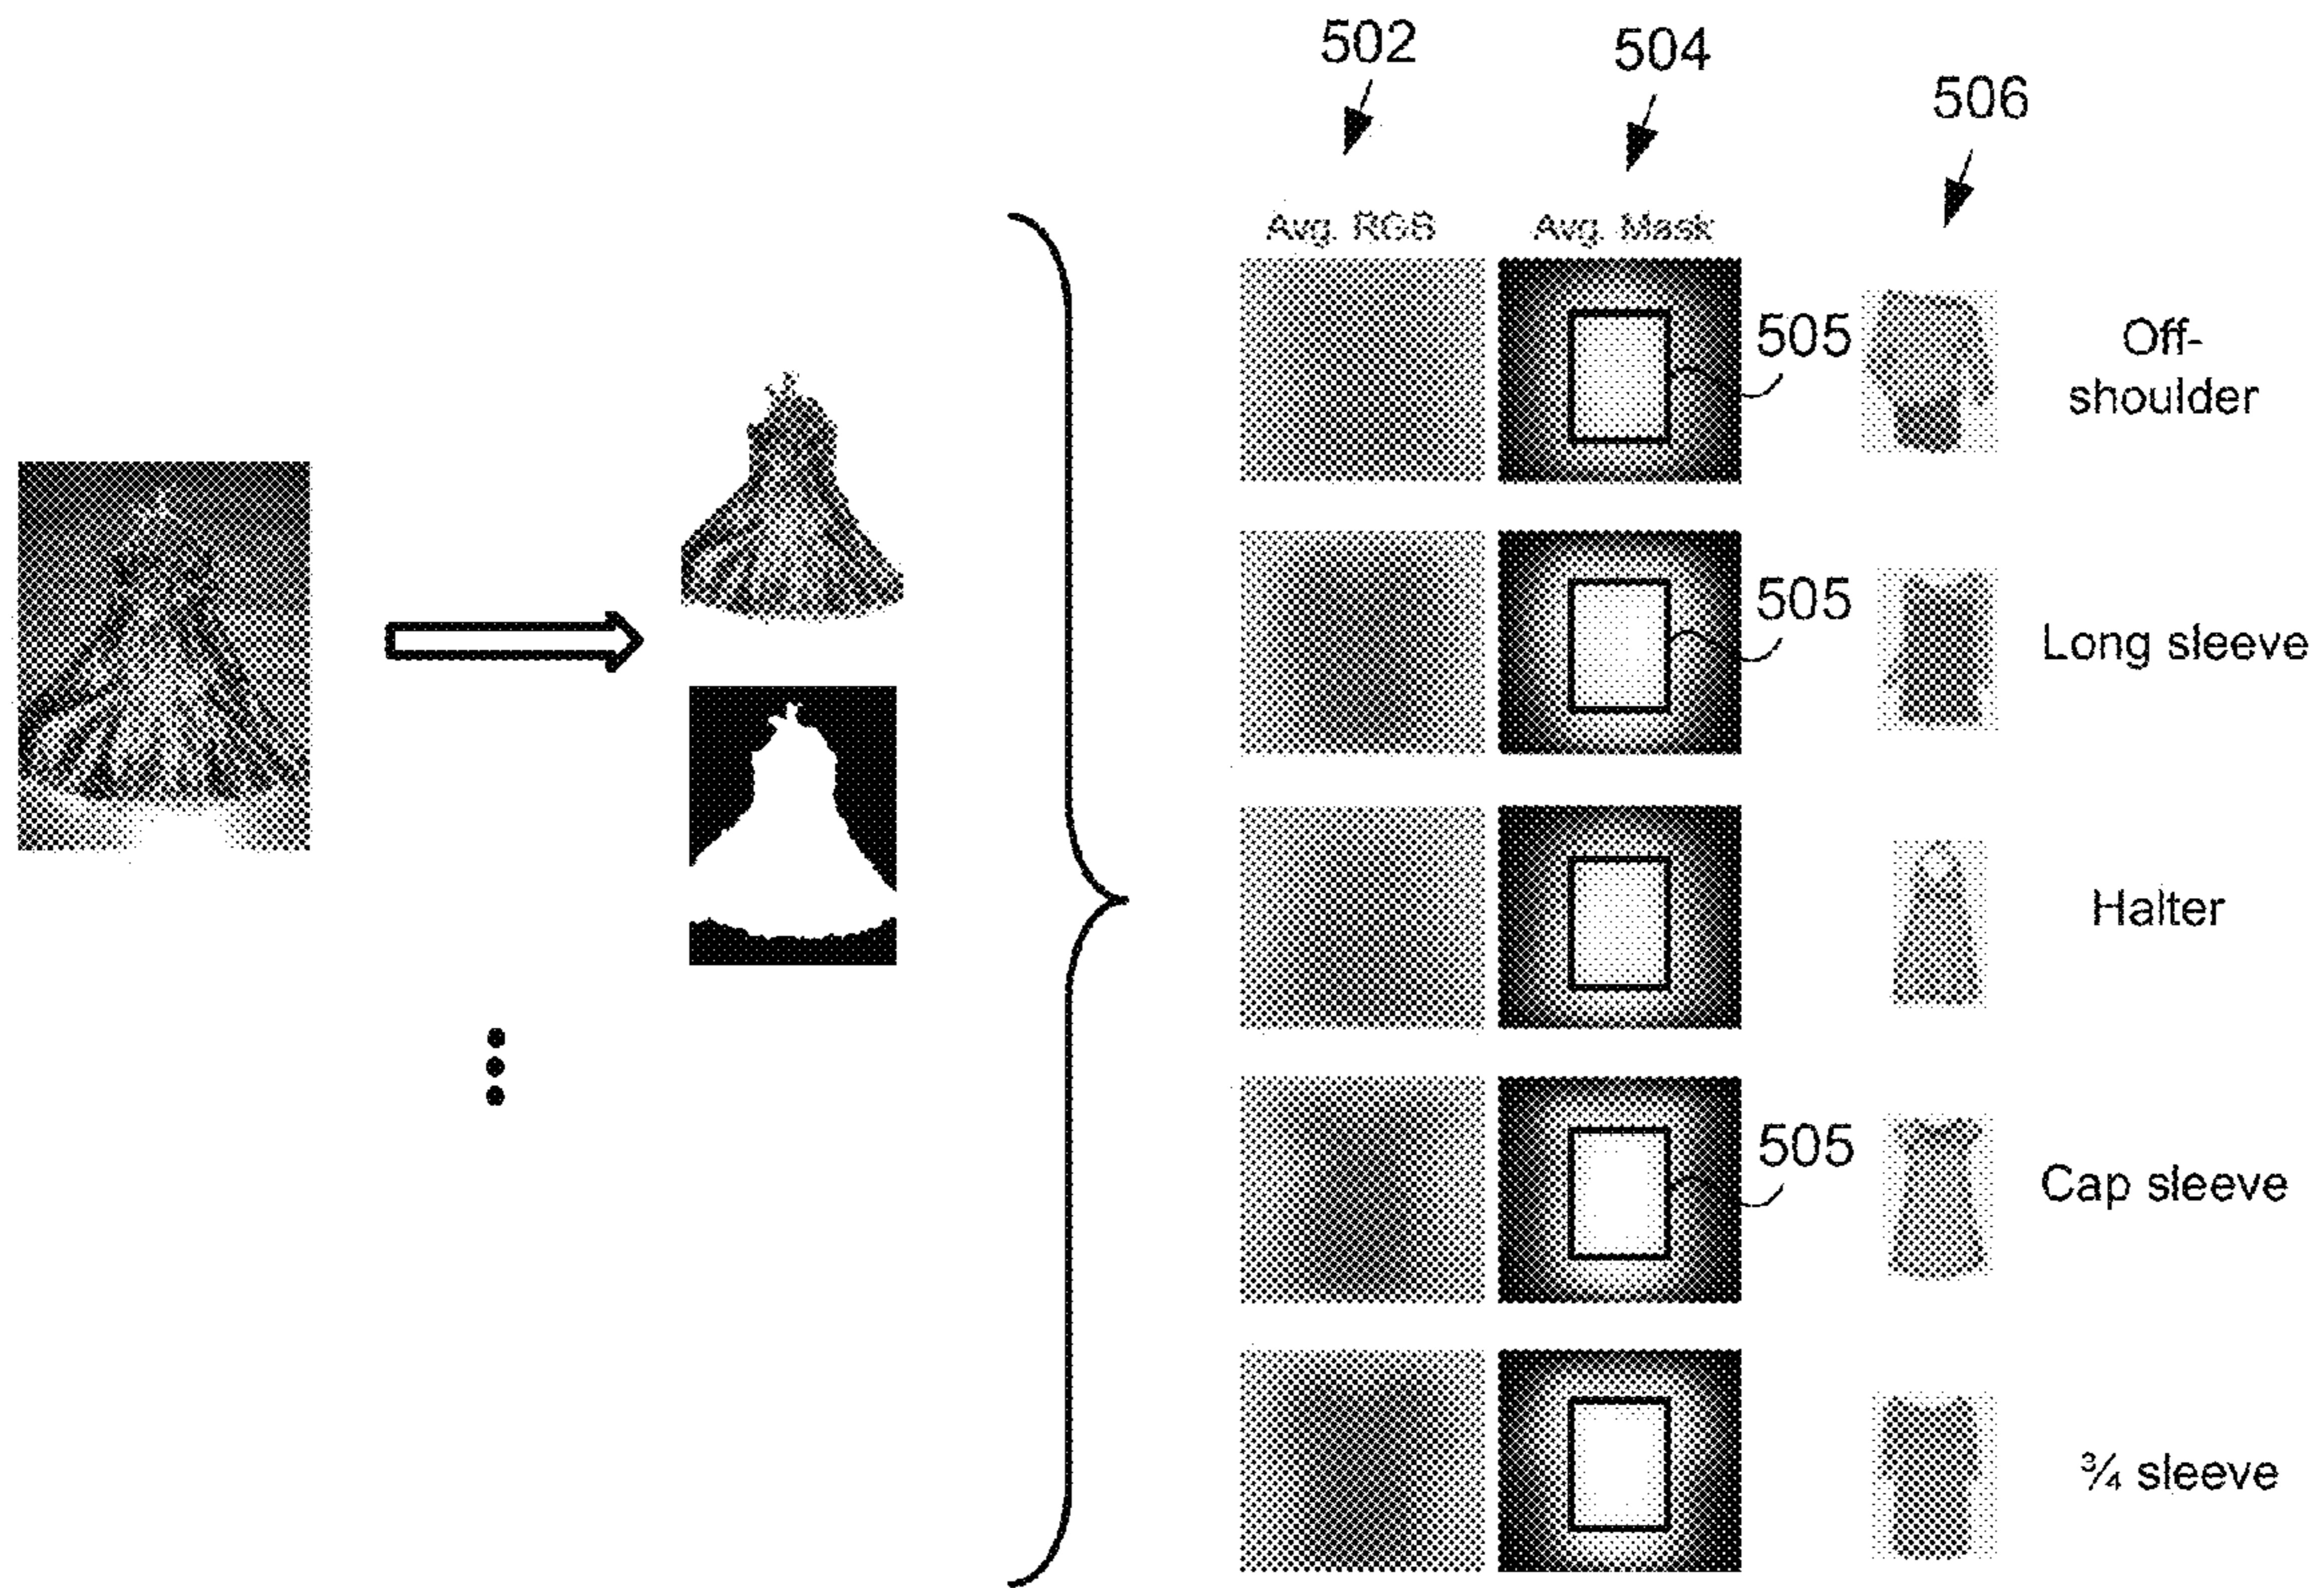 502
504
506
Avg. RGB
Avg. Mask
505
Off-
shoulder
505
Long sleeve
Halter
505
Cap sleeve
¾ sleeve